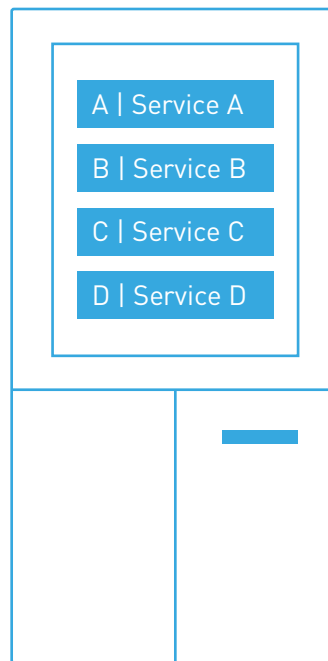 A | Service A
B | Service B
C | Service C
D | Service D